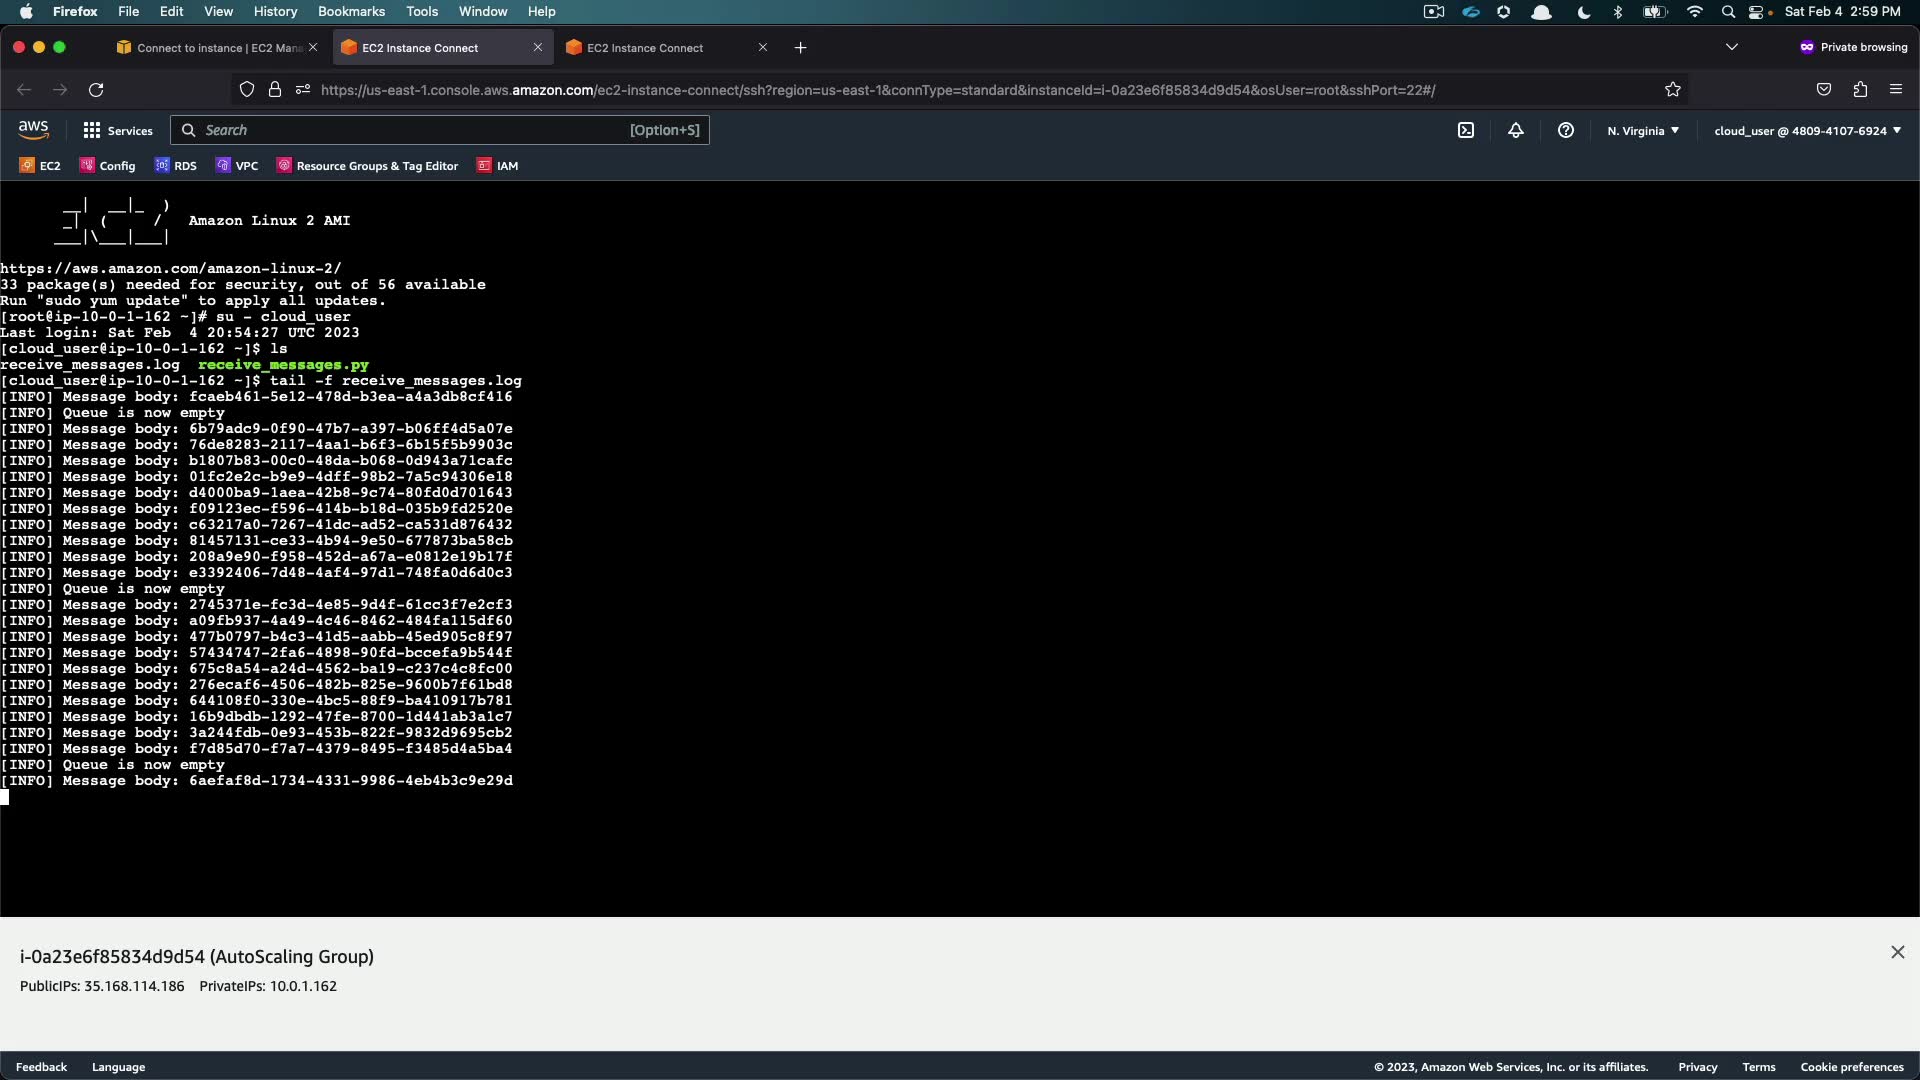 Firefox File Edit View History Bookmarks Tools Window Help Sat Feb 4 2:59 PM
Connect to instance | EC2 Mana EC2 Instance Connect EC2 Instance Connect Private browsing
https://us-east-1.console.aws.amazon.com/ec2-instance-connect/ssh?region=us-east-1&connType=standard&instanceId=i-0a23e6f85834d9d54&osUser=root&sshPort=22#/
aws Services Search [Option+S] N. Virginia cloud_user @ 4809-4107-6924
EC2 Config RDS VPC Resource Groups & Tag Editor IAM
__| __|_ )
_| ( / Amazon Linux 2 AMI
___|\___|___|
https://aws.amazon.com/amazon-linux-2/
33 package(s) needed for security, out of 56 available
Run "sudo yum update" to apply all updates.
[root@ip-10-0-1-162 ~]# su - cloud_user
Last login: Sat Feb  4 20:54:27 UTC 2023
[cloud_user@ip-10-0-1-162 ~]$ ls
receive_messages.log  receive_messages.py
[cloud_user@ip-10-0-1-162 ~]$ tail -f receive_messages.log
[INFO] Message body: fcaeb461-5e12-478d-b3ea-a4a3db8cf416
[INFO] Queue is now empty
[INFO] Message body: 6b79adc9-0f90-47b7-a397-b06ff4d5a07e
[INFO] Message body: 76de8283-2117-4aa1-b6f3-6b15f5b9903c
[INFO] Message body: b1807b83-00c0-48da-b068-0d943a71cafc
[INFO] Message body: 01fc2e2c-b9e9-4dff-98b2-7a5c94306e18
[INFO] Message body: d4000ba9-1aea-42b8-9c74-80fd0d701643
[INFO] Message body: f09123ec-f596-414b-b18d-035b9fd2520e
[INFO] Message body: c63217a0-7267-41dc-ad52-ca531d876432
[INFO] Message body: 81457131-ce33-4b94-9e50-677873ba58cb
[INFO] Message body: 208a9e90-f958-452d-a67a-e0812e19b17f
[INFO] Message body: e3392406-7d48-4af4-97d1-748fa0d6d0c3
[INFO] Queue is now empty
[INFO] Message body: 2745371e-fc3d-4e85-9d4f-61cc3f7e2cf3
[INFO] Message body: a09fb937-4a49-4c46-8462-484fa115df60
[INFO] Message body: 477b0797-b4c3-41d5-aabb-45ed905c8f97
[INFO] Message body: 57434747-2fa6-4898-90fd-bccefa9b544f
[INFO] Message body: 675c8a54-a24d-4562-ba19-c237c4c8fc00
[INFO] Message body: 276ecaf6-4506-482b-825e-9600b7f61bd8
[INFO] Message body: 644108f0-330e-4bc5-88f9-ba410917b781
[INFO] Message body: 16b9dbdb-1292-47fe-8700-1d441ab3a1c7
[INFO] Message body: 3a244fdb-0e93-453b-822f-9832d9695cb2
[INFO] Message body: f7d85d70-f7a7-4379-8495-f3485d4a5ba4
[INFO] Queue is now empty
[INFO] Message body: 6aefaf8d-1734-4331-9986-4eb4b3c9e29d
i-0a23e6f85834d9d54 (AutoScaling Group)
PublicIPs: 35.168.114.186 PrivateIPs: 10.0.1.162
Feedback Language © 2023, Amazon Web Services, Inc. or its affiliates. Privacy Terms Cookie preferences